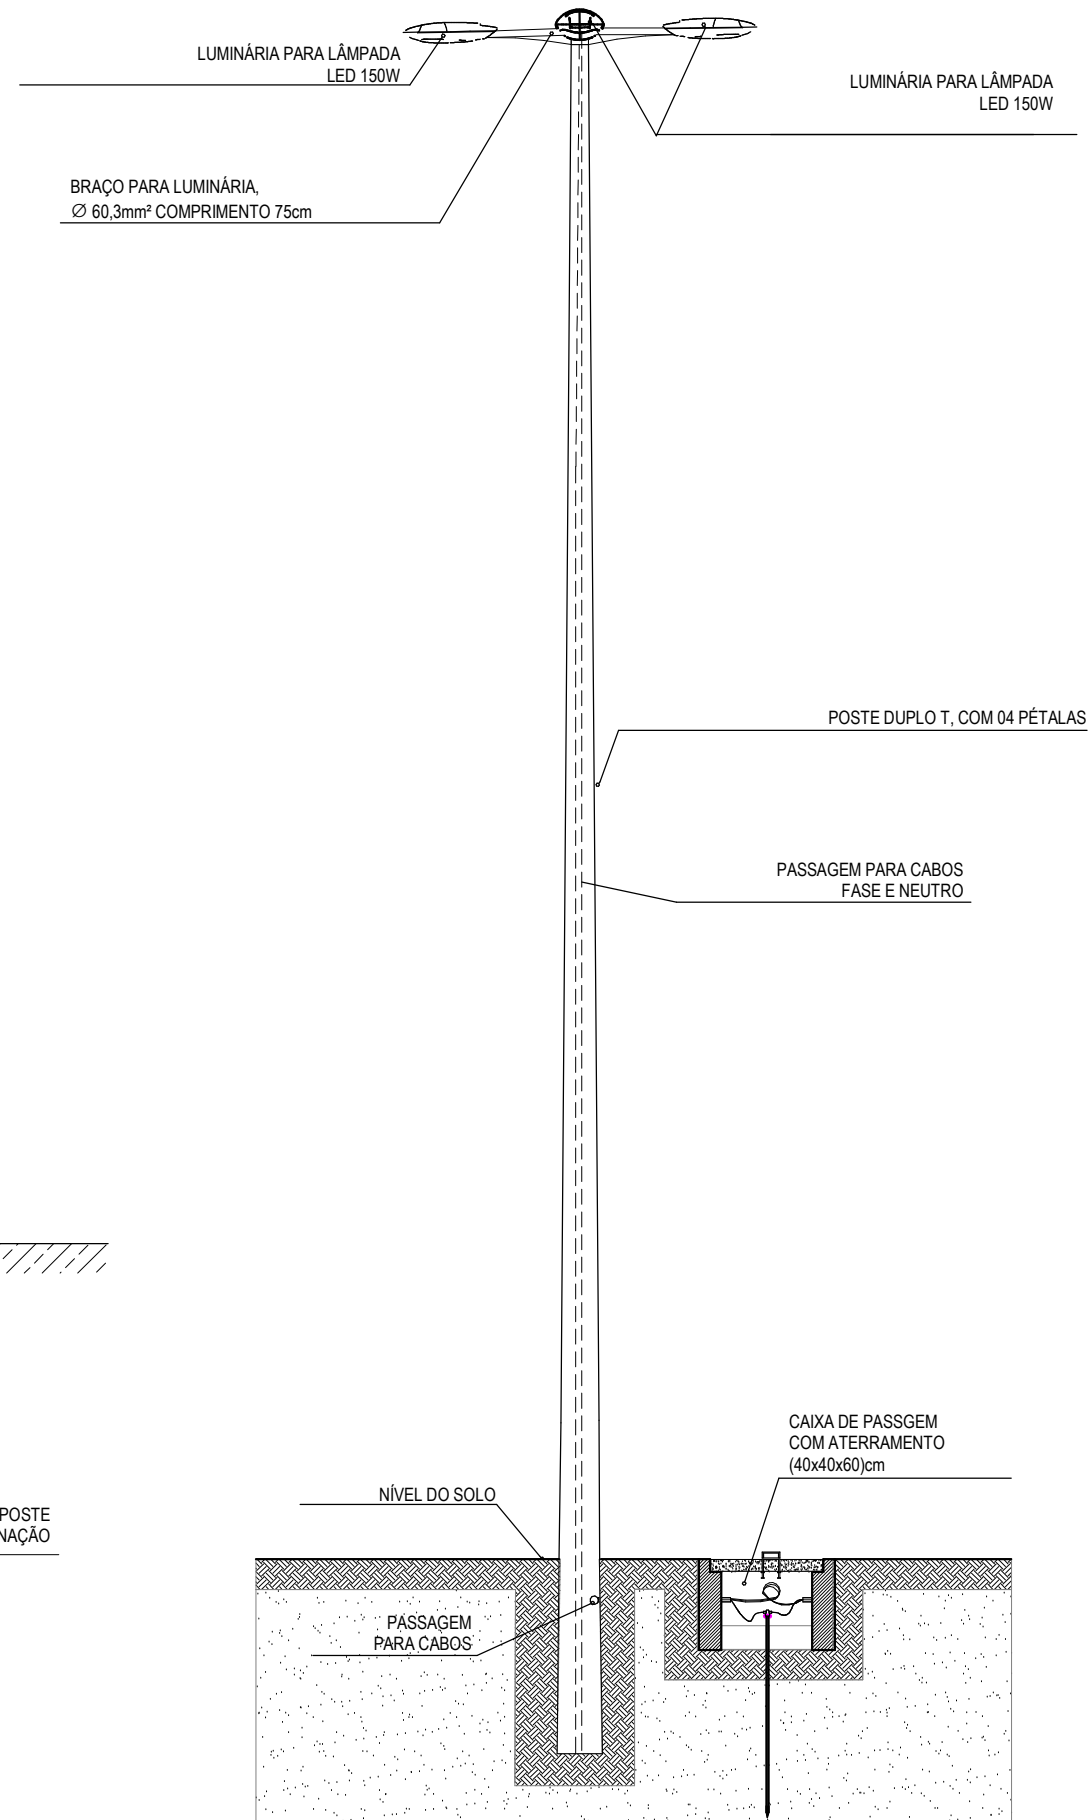 LUMINÁRIA PARA LÂMPADA
LED 150W
LUMINÁRIA PARA LÂMPADA
LED 150W
BRAÇO PARA LUMINÁRIA,
∅ 60,3mm² COMPRIMENTO 75cm
POSTE DUPLO T, COM 04 PÉTALAS
PASSAGEM PARA CABOS
FASE E NEUTRO
CAIXA DE PASSGEM
COM ATERRAMENTO
(40x40x60)cm
NÍVEL DO SOLO
POSTE
NAÇÃO
PASSAGEM
PARA CABOS